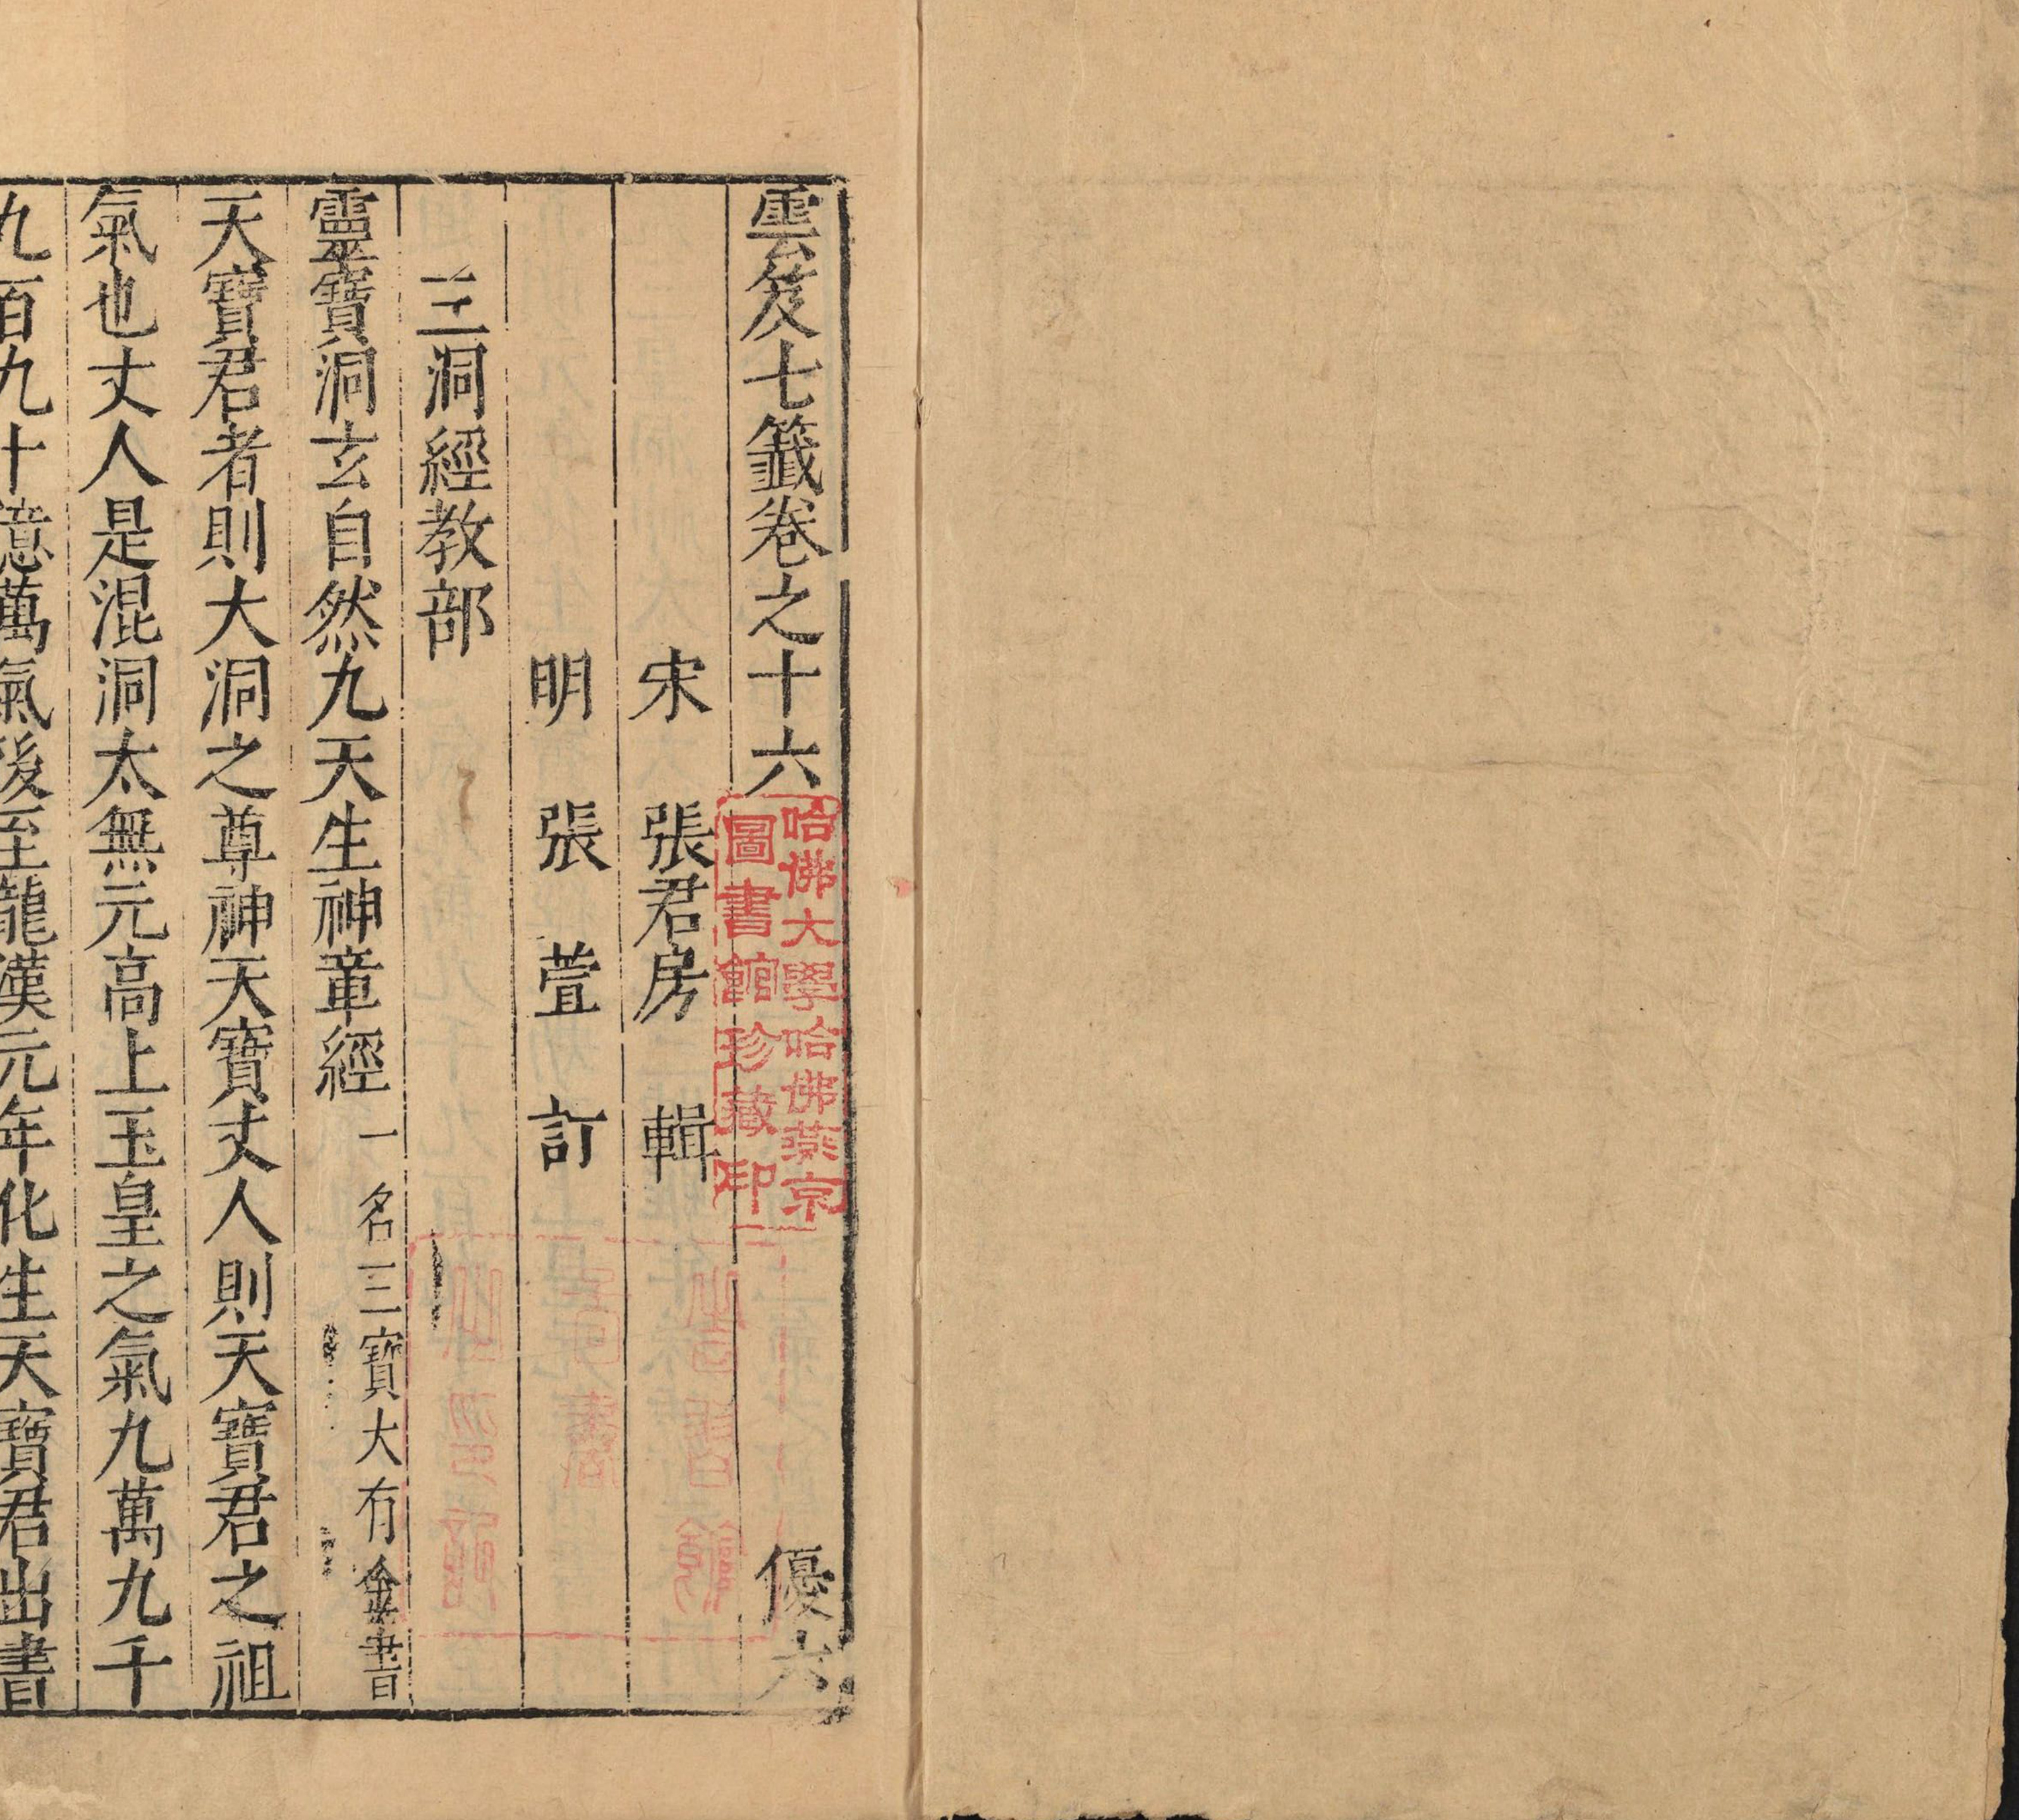 雲笈七籤卷之十六 優六
宋 張君房 輯
明 張萱 訂
三洞經教部
靈寶洞玄自然九天生神章經 一名三寶大有金書
天寶君者則大洞之尊神天寶丈人則天寶君之祖
氣也丈人是混洞太無元高上玉皇之氣九萬九千
九百九十億萬氣後至龍漢元年化生天寶君出書
哈佛大學哈佛燕京
圖書館珍藏印